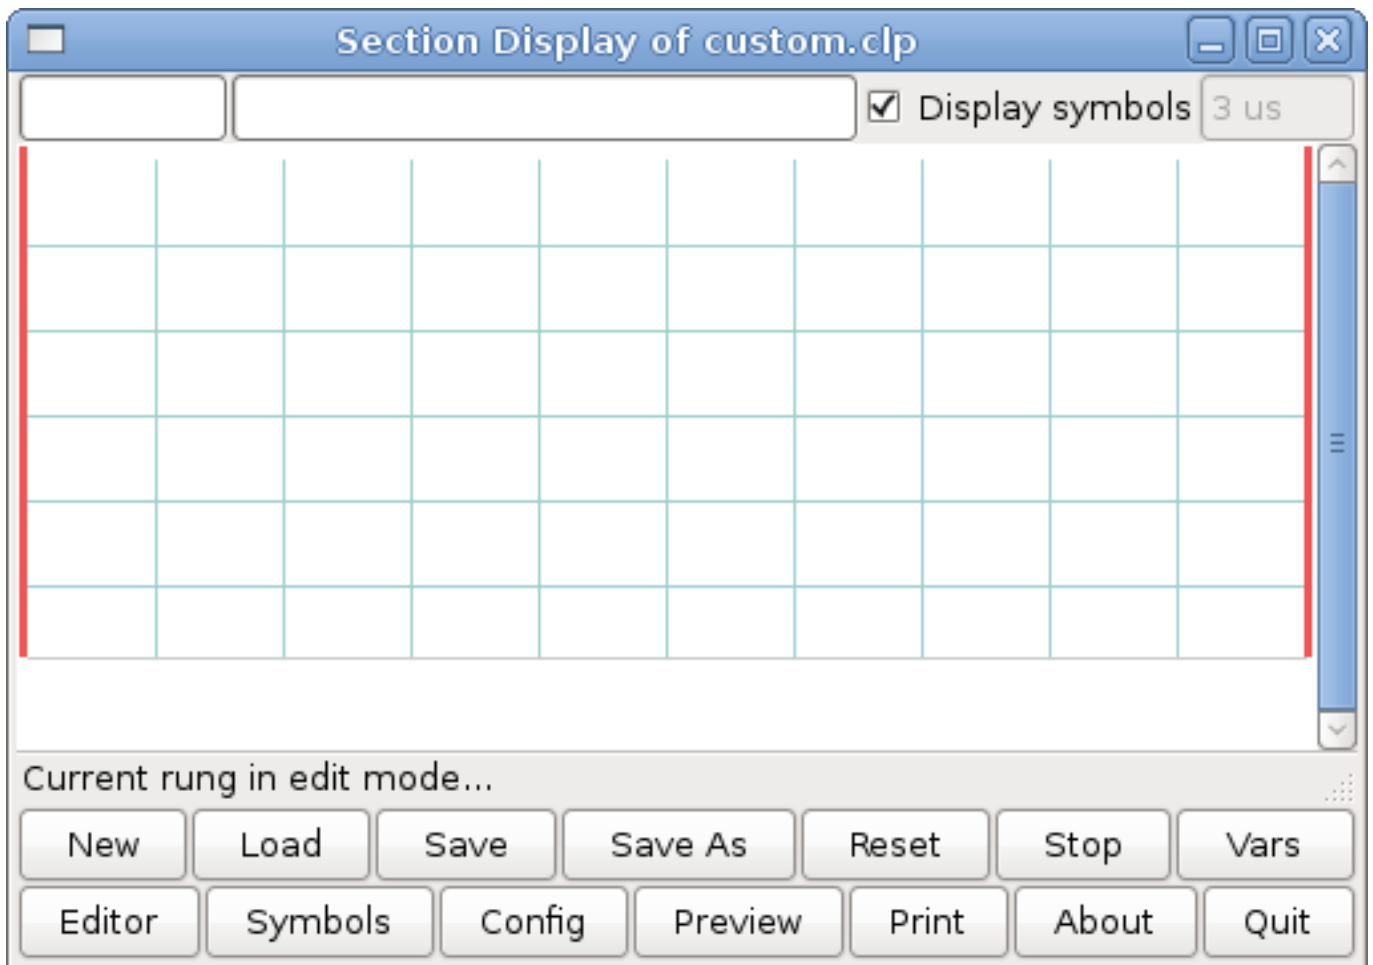 Section Display of custom.clp
Display symbols 3 us
Current rung in edit mode...
New Load Save Save As Reset Stop Vars
Editor Symbols Config Preview Print About Quit